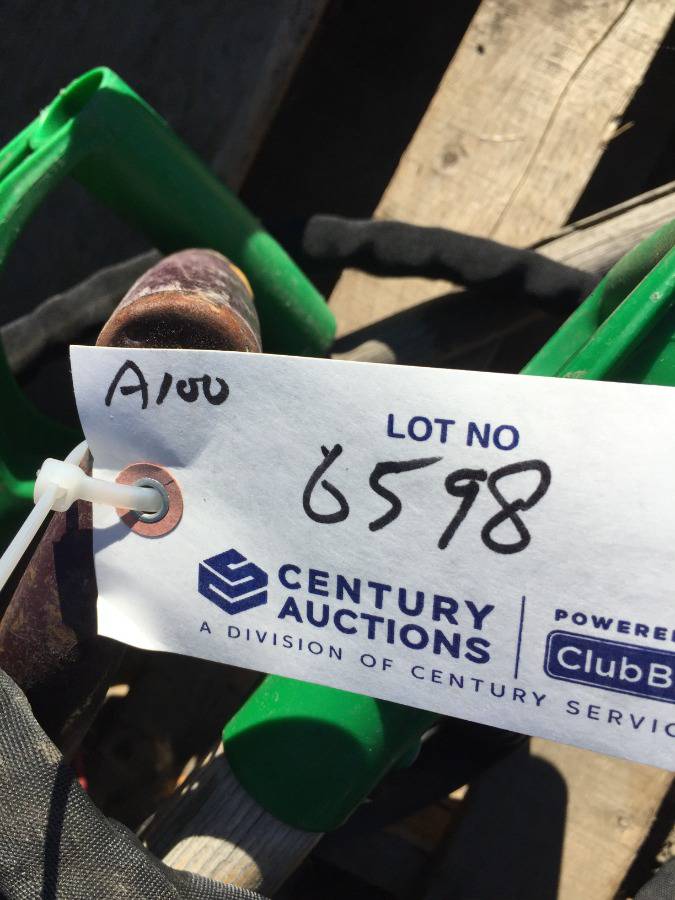 A100
LOT NO
6598
CENTURY
AUCTIONS
A DIVISION OF CENTURY SERVIC
POWERE
ClubB